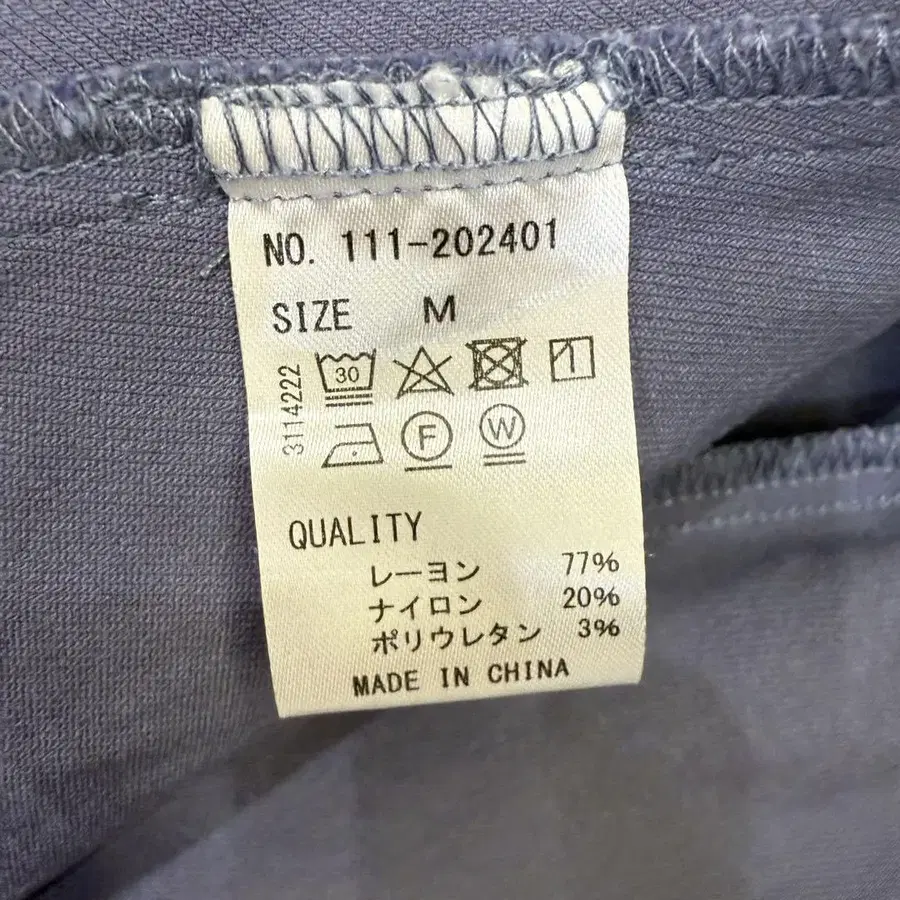 NO. 111-202401
SIZE M
3114222
30
F W
QUALITY
レーヨン 77%
ナイロン 20%
ポリウレタン 3%
MADE IN CHINA